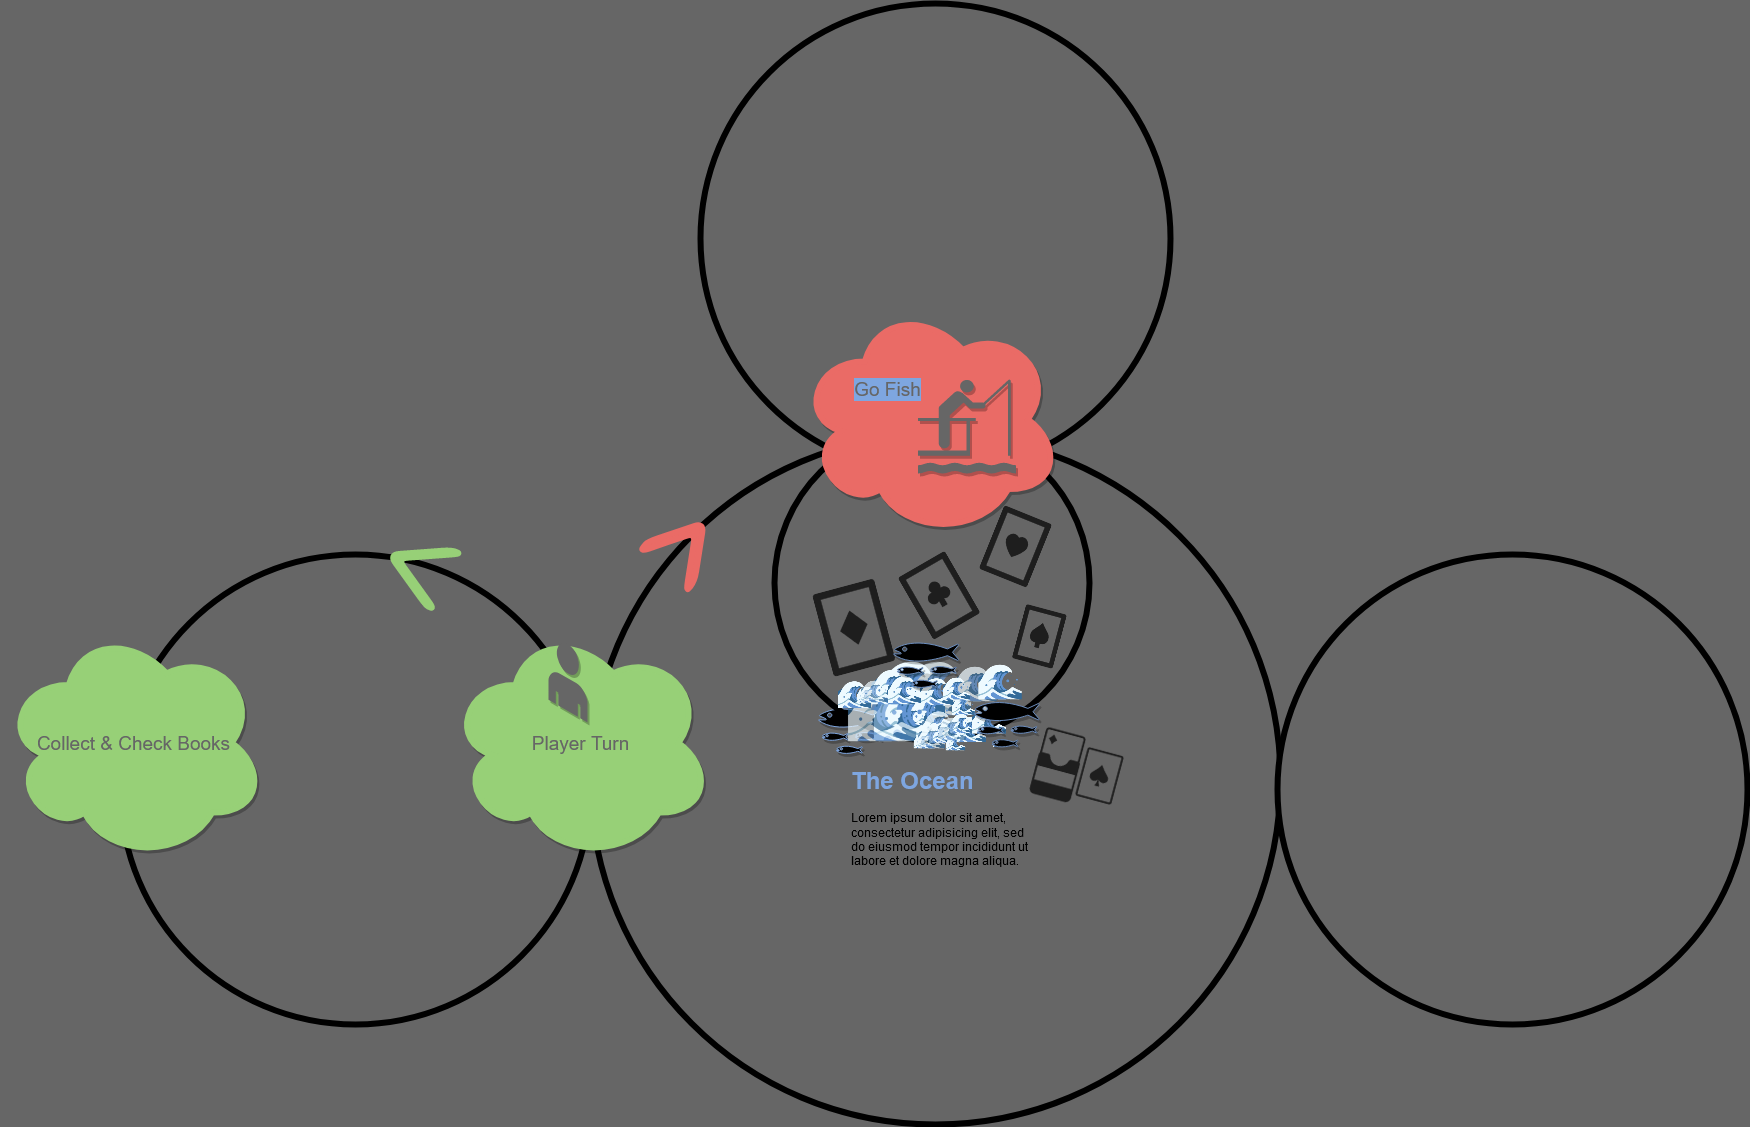 Go Fish
Collect & Check Books
Player Turn
The Ocean
Lorem ipsum dolor sit amet,
consectetur adipisicing elit, sed
do eiusmod tempor incididunt ut
labore et dolore magna aliqua.